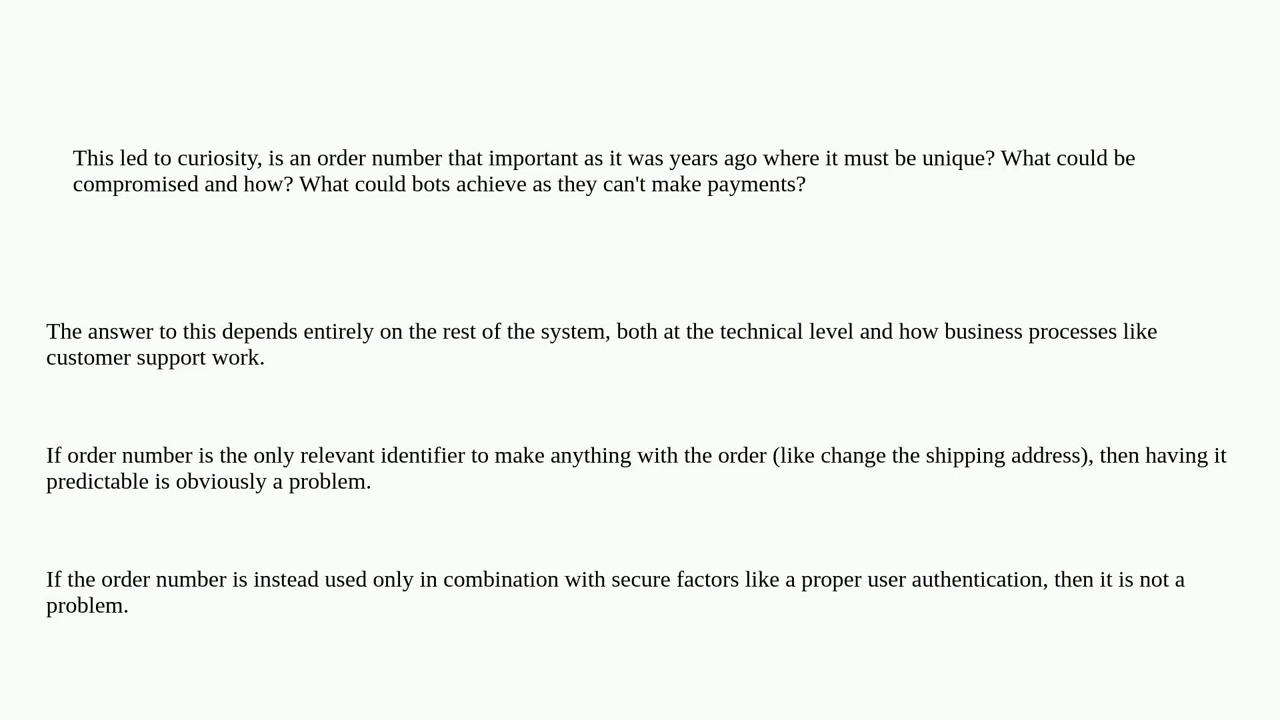 This led to curiosity, is an order number that important as it was years ago where it must be unique? What could be
compromised and how? What could bots achieve as they can't make payments?
The answer to this depends entirely on the rest of the system, both at the technical level and how business processes like
customer support work.
If order number is the only relevant identifier to make anything with the order (like change the shipping address), then having it
predictable is obviously a problem.
If the order number is instead used only in combination with secure factors like a proper user authentication, then it is not a
problem.